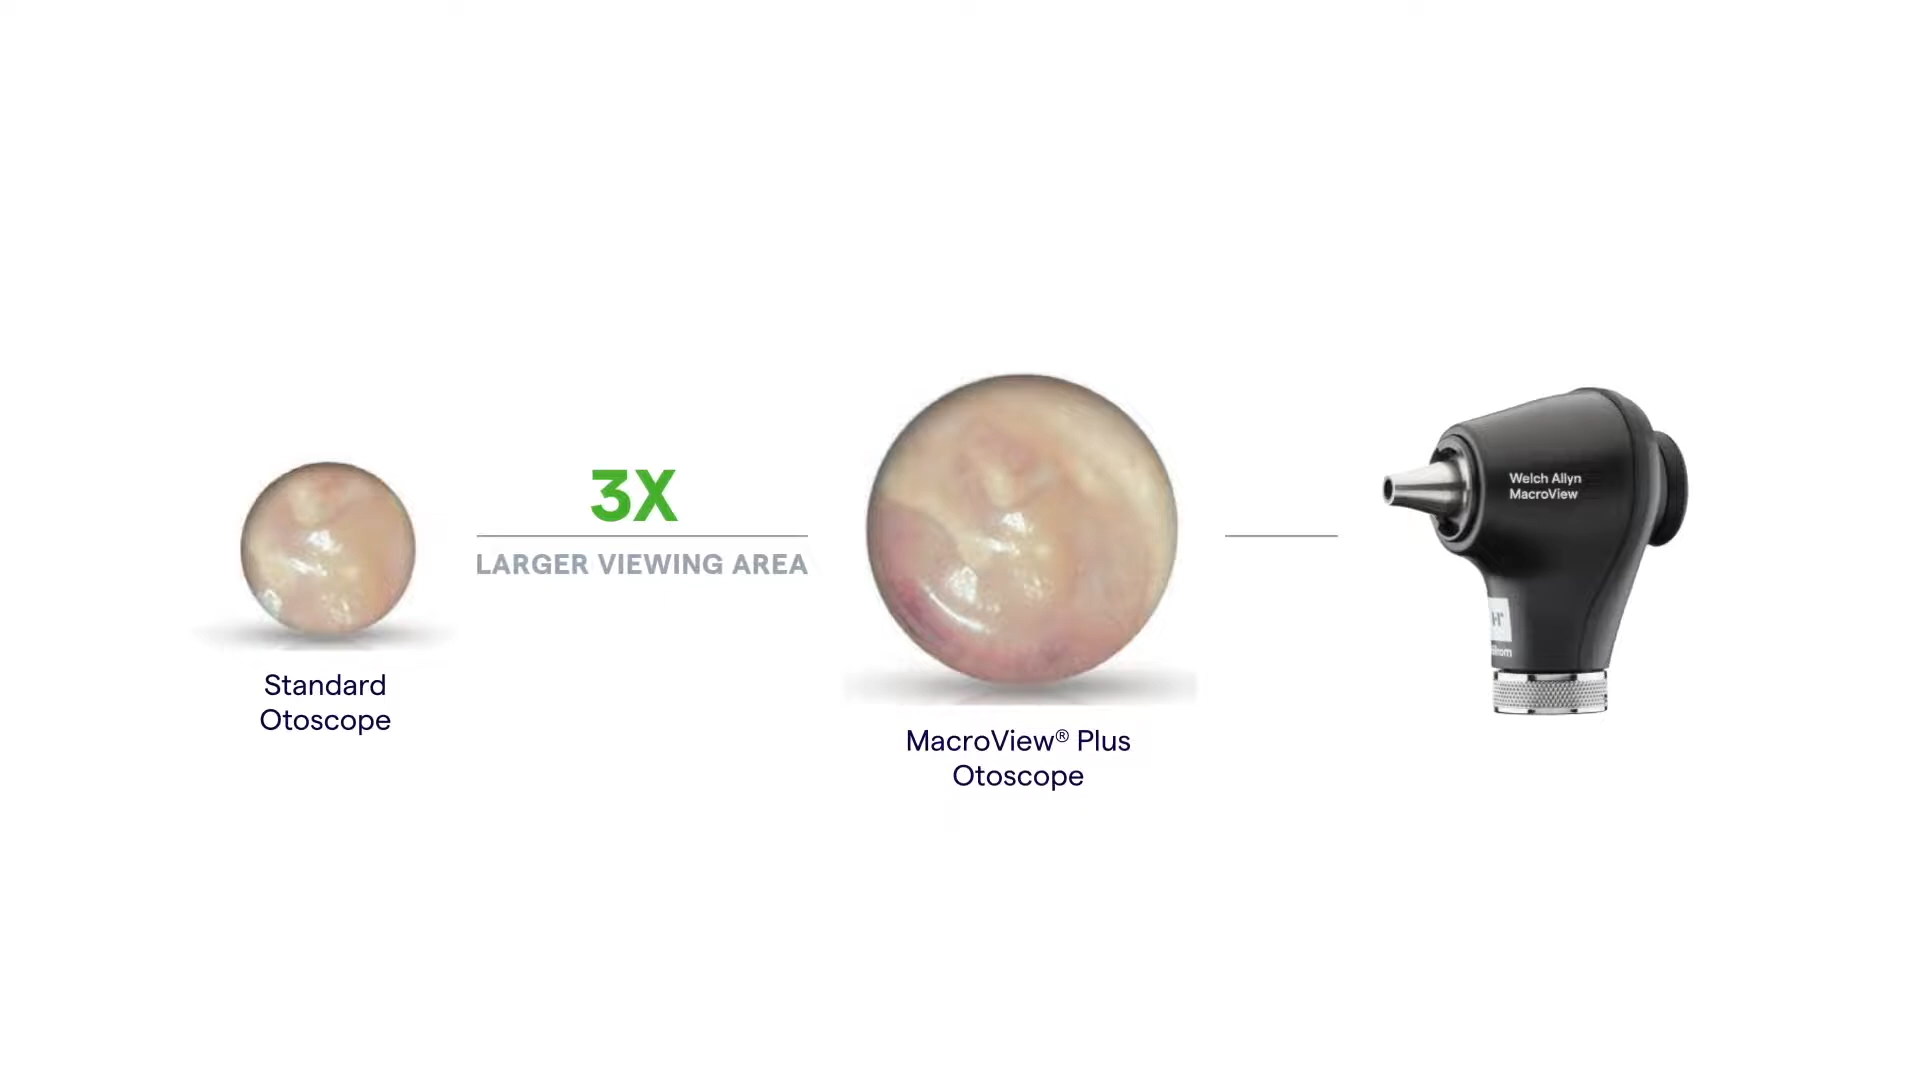 3X
LARGER VIEWING AREA
Standard
Otoscope
MacroView® Plus
Otoscope
Welch Allyn
MacroView